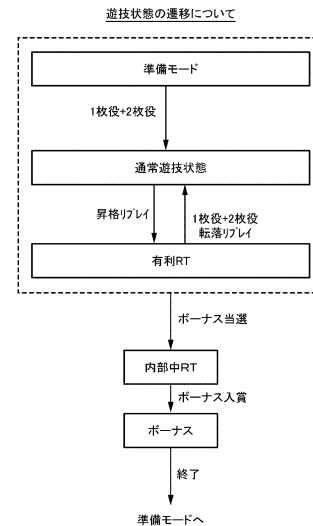 遊技状態の遷移について
準備モード
1枚役+2枚役
通常遊技状態
昇格リプレイ
1枚役+2枚役
転落リプレイ
有利RT
ボーナス当選
内部中RT
ボーナス入賞
ボーナス
終了
準備モードへ